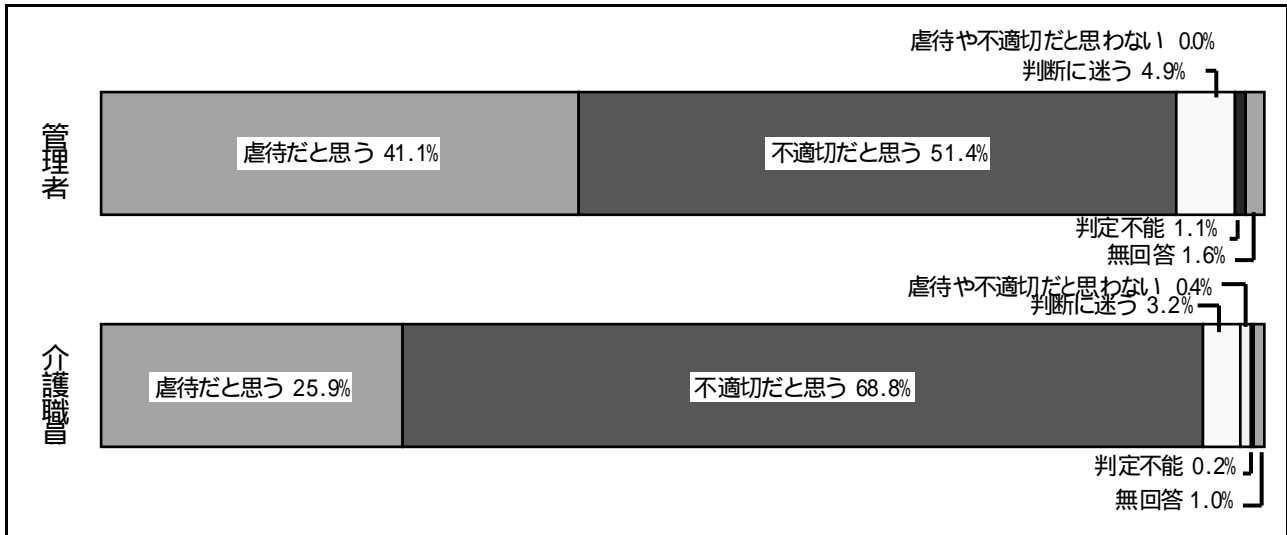 虐待や不適切だと思わない 0.0%
判断に迷う 4.9%
管理者
虐待だと思う 41.1%
不適切だと思う 51.4%
判定不能 1.1%
無回答 1.6%
虐待や不適切だと思わない 0.4%
判断に迷う 3.2%
介護職員
虐待だと思う 25.9%
不適切だと思う 68.8%
判定不能 0.2%
無回答 1.0%